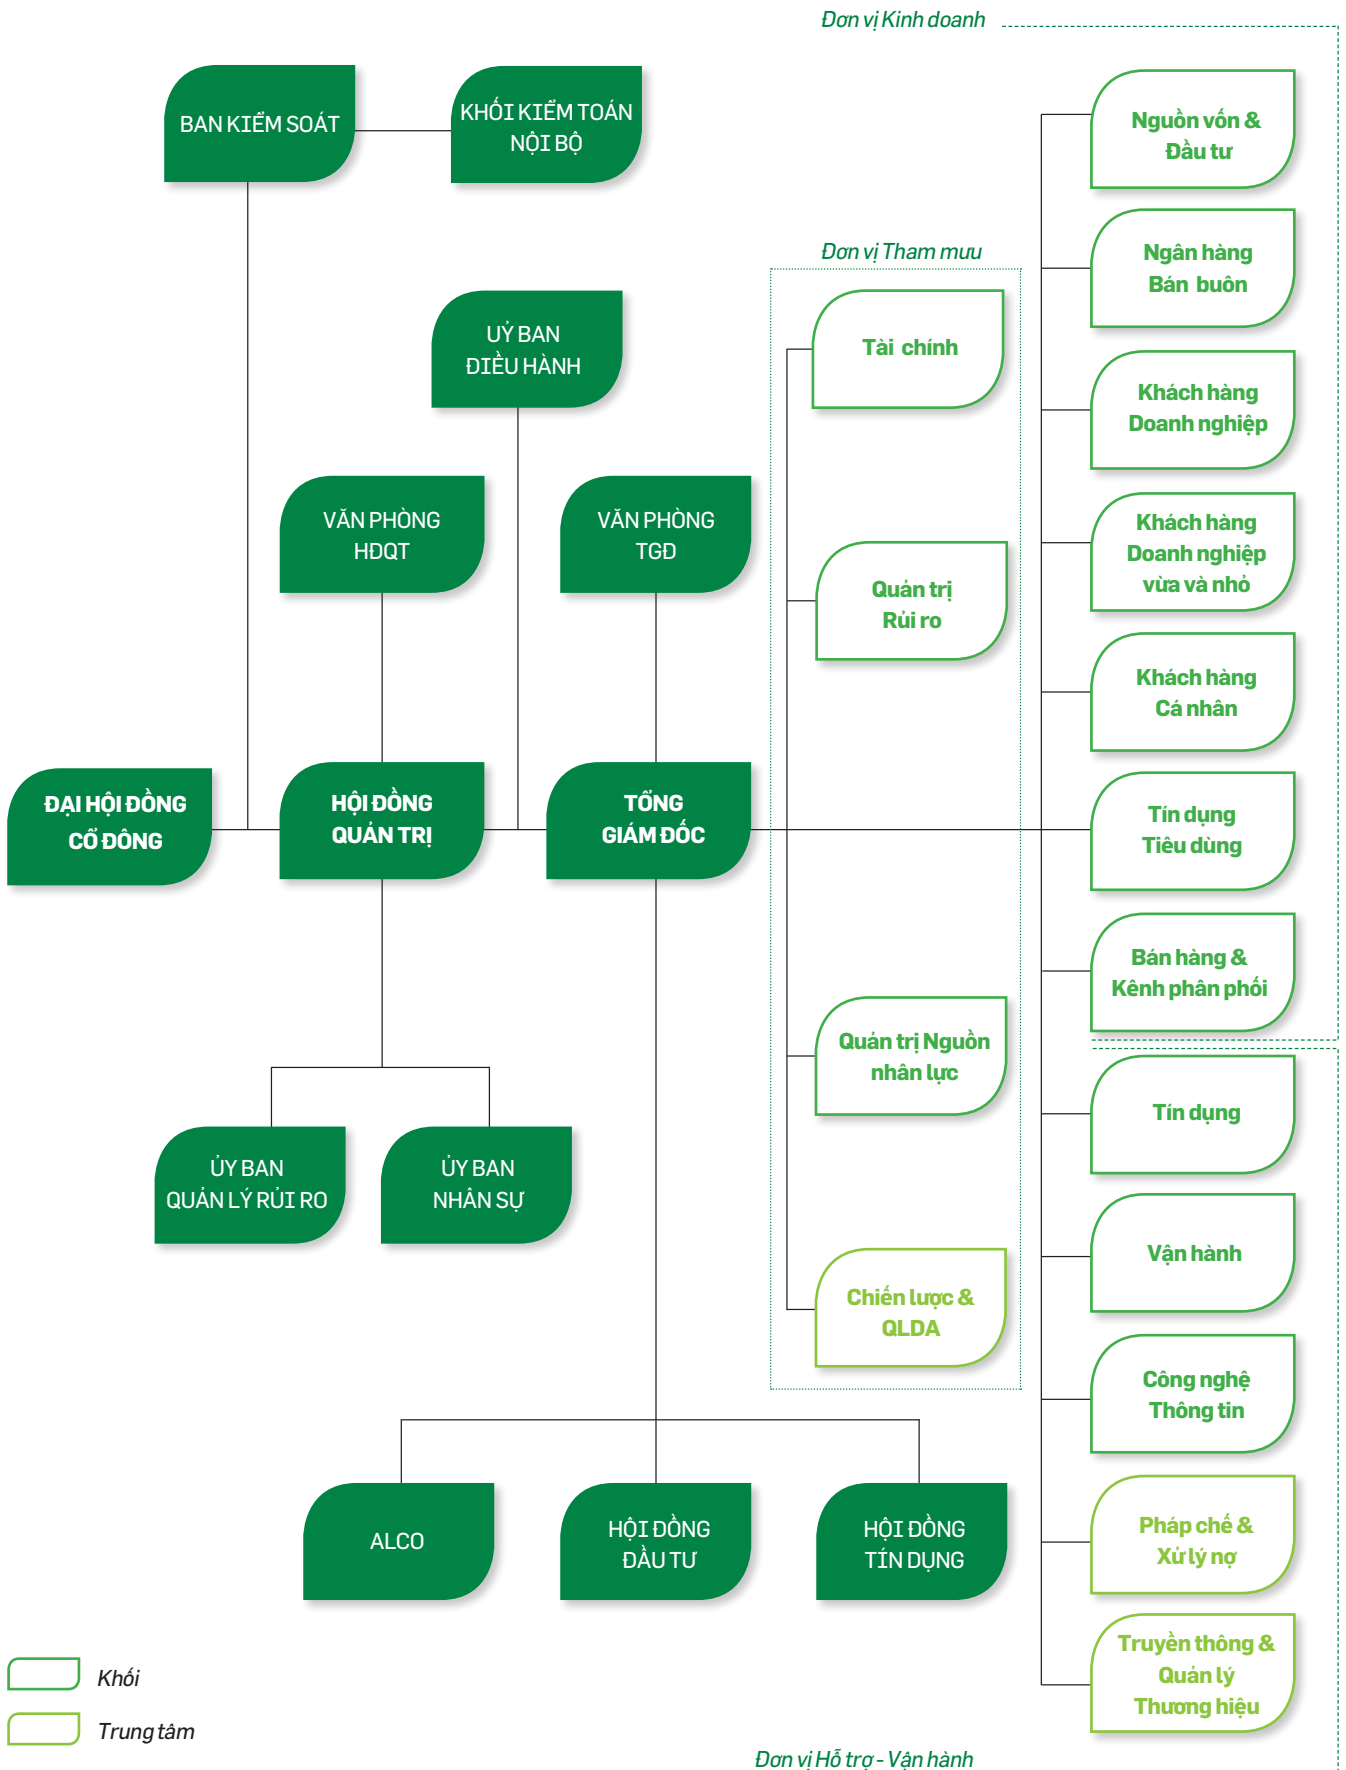 Đơn vị Kinh doanh
BAN KIỂM SOÁT
KHỐI KIỂM TOÁN
NỘI BỘ
Nguồn vốn &
Đầu tư
Ngân hàng
Bán buôn
Đơn vị Tham mưu
UỶ BAN
ĐIỀU HÀNH
Tài chính
Khách hàng
Doanh nghiệp
VĂN PHÒNG
HĐQT
VĂN PHÒNG
TGĐ
Khách hàng
Doanh nghiệp
vừa và nhỏ
Quản trị
Rủi ro
Khách hàng
Cá nhân
ĐẠI HỘI ĐỒNG
CỔ ĐÔNG
HỘI ĐỒNG
QUẢN TRỊ
TỔNG
GIÁM ĐỐC
Tín dụng
Tiêu dùng
Bán hàng &
Kênh phân phối
Quản trị Nguồn
nhân lực
Tín dụng
ỦY BAN
QUẢN LÝ RỦI RO
ỦY BAN
NHÂN SỰ
Vận hành
Chiến lược &
QLDA
Công nghệ
Thông tin
ALCO
HỘI ĐỒNG
ĐẦU TƯ
HỘI ĐỒNG
TÍN DỤNG
Pháp chế &
Xử lý nợ
Truyền thông &
Quản lý
Thương hiệu
Khối
Trung tâm
Đơn vị Hỗ trợ - Vận hành